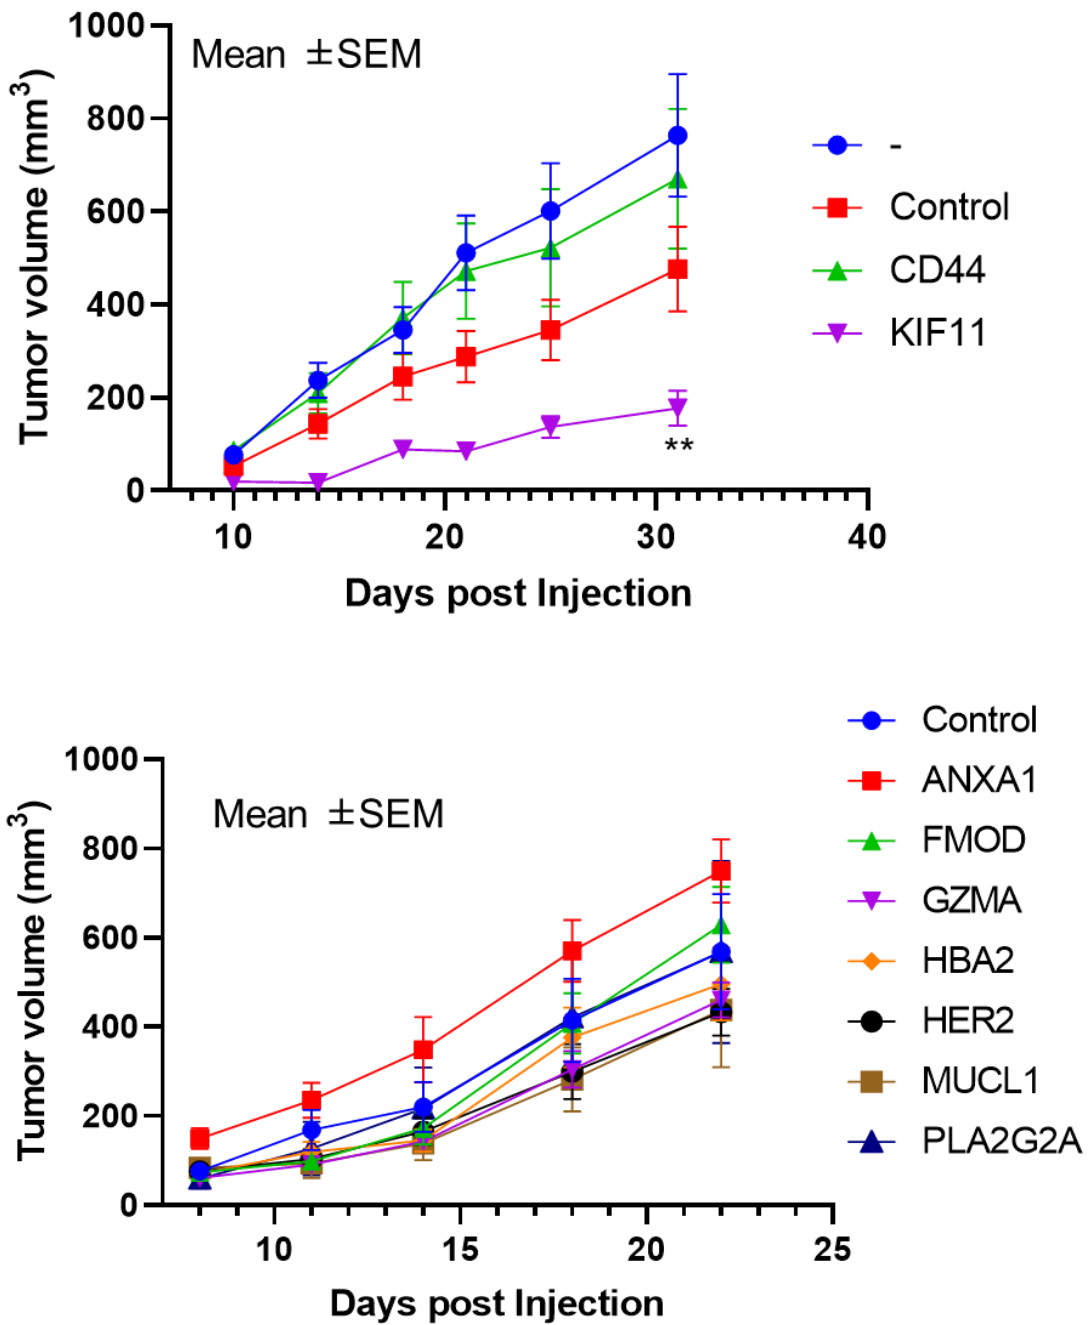 1000
Mean ±SEM
800
600
400
200
0
Tumor volume (mm3)
-
Control
CD44
KIF11
**
10 20 30 40
Days post Injection
Control
ANXA1
FMOD
GZMA
HBA2
HER2
MUCL1
PLA2G2A
1000
Mean ±SEM
800
600
400
200
0
Tumor volume (mm3)
10 15 20 25
Days post Injection